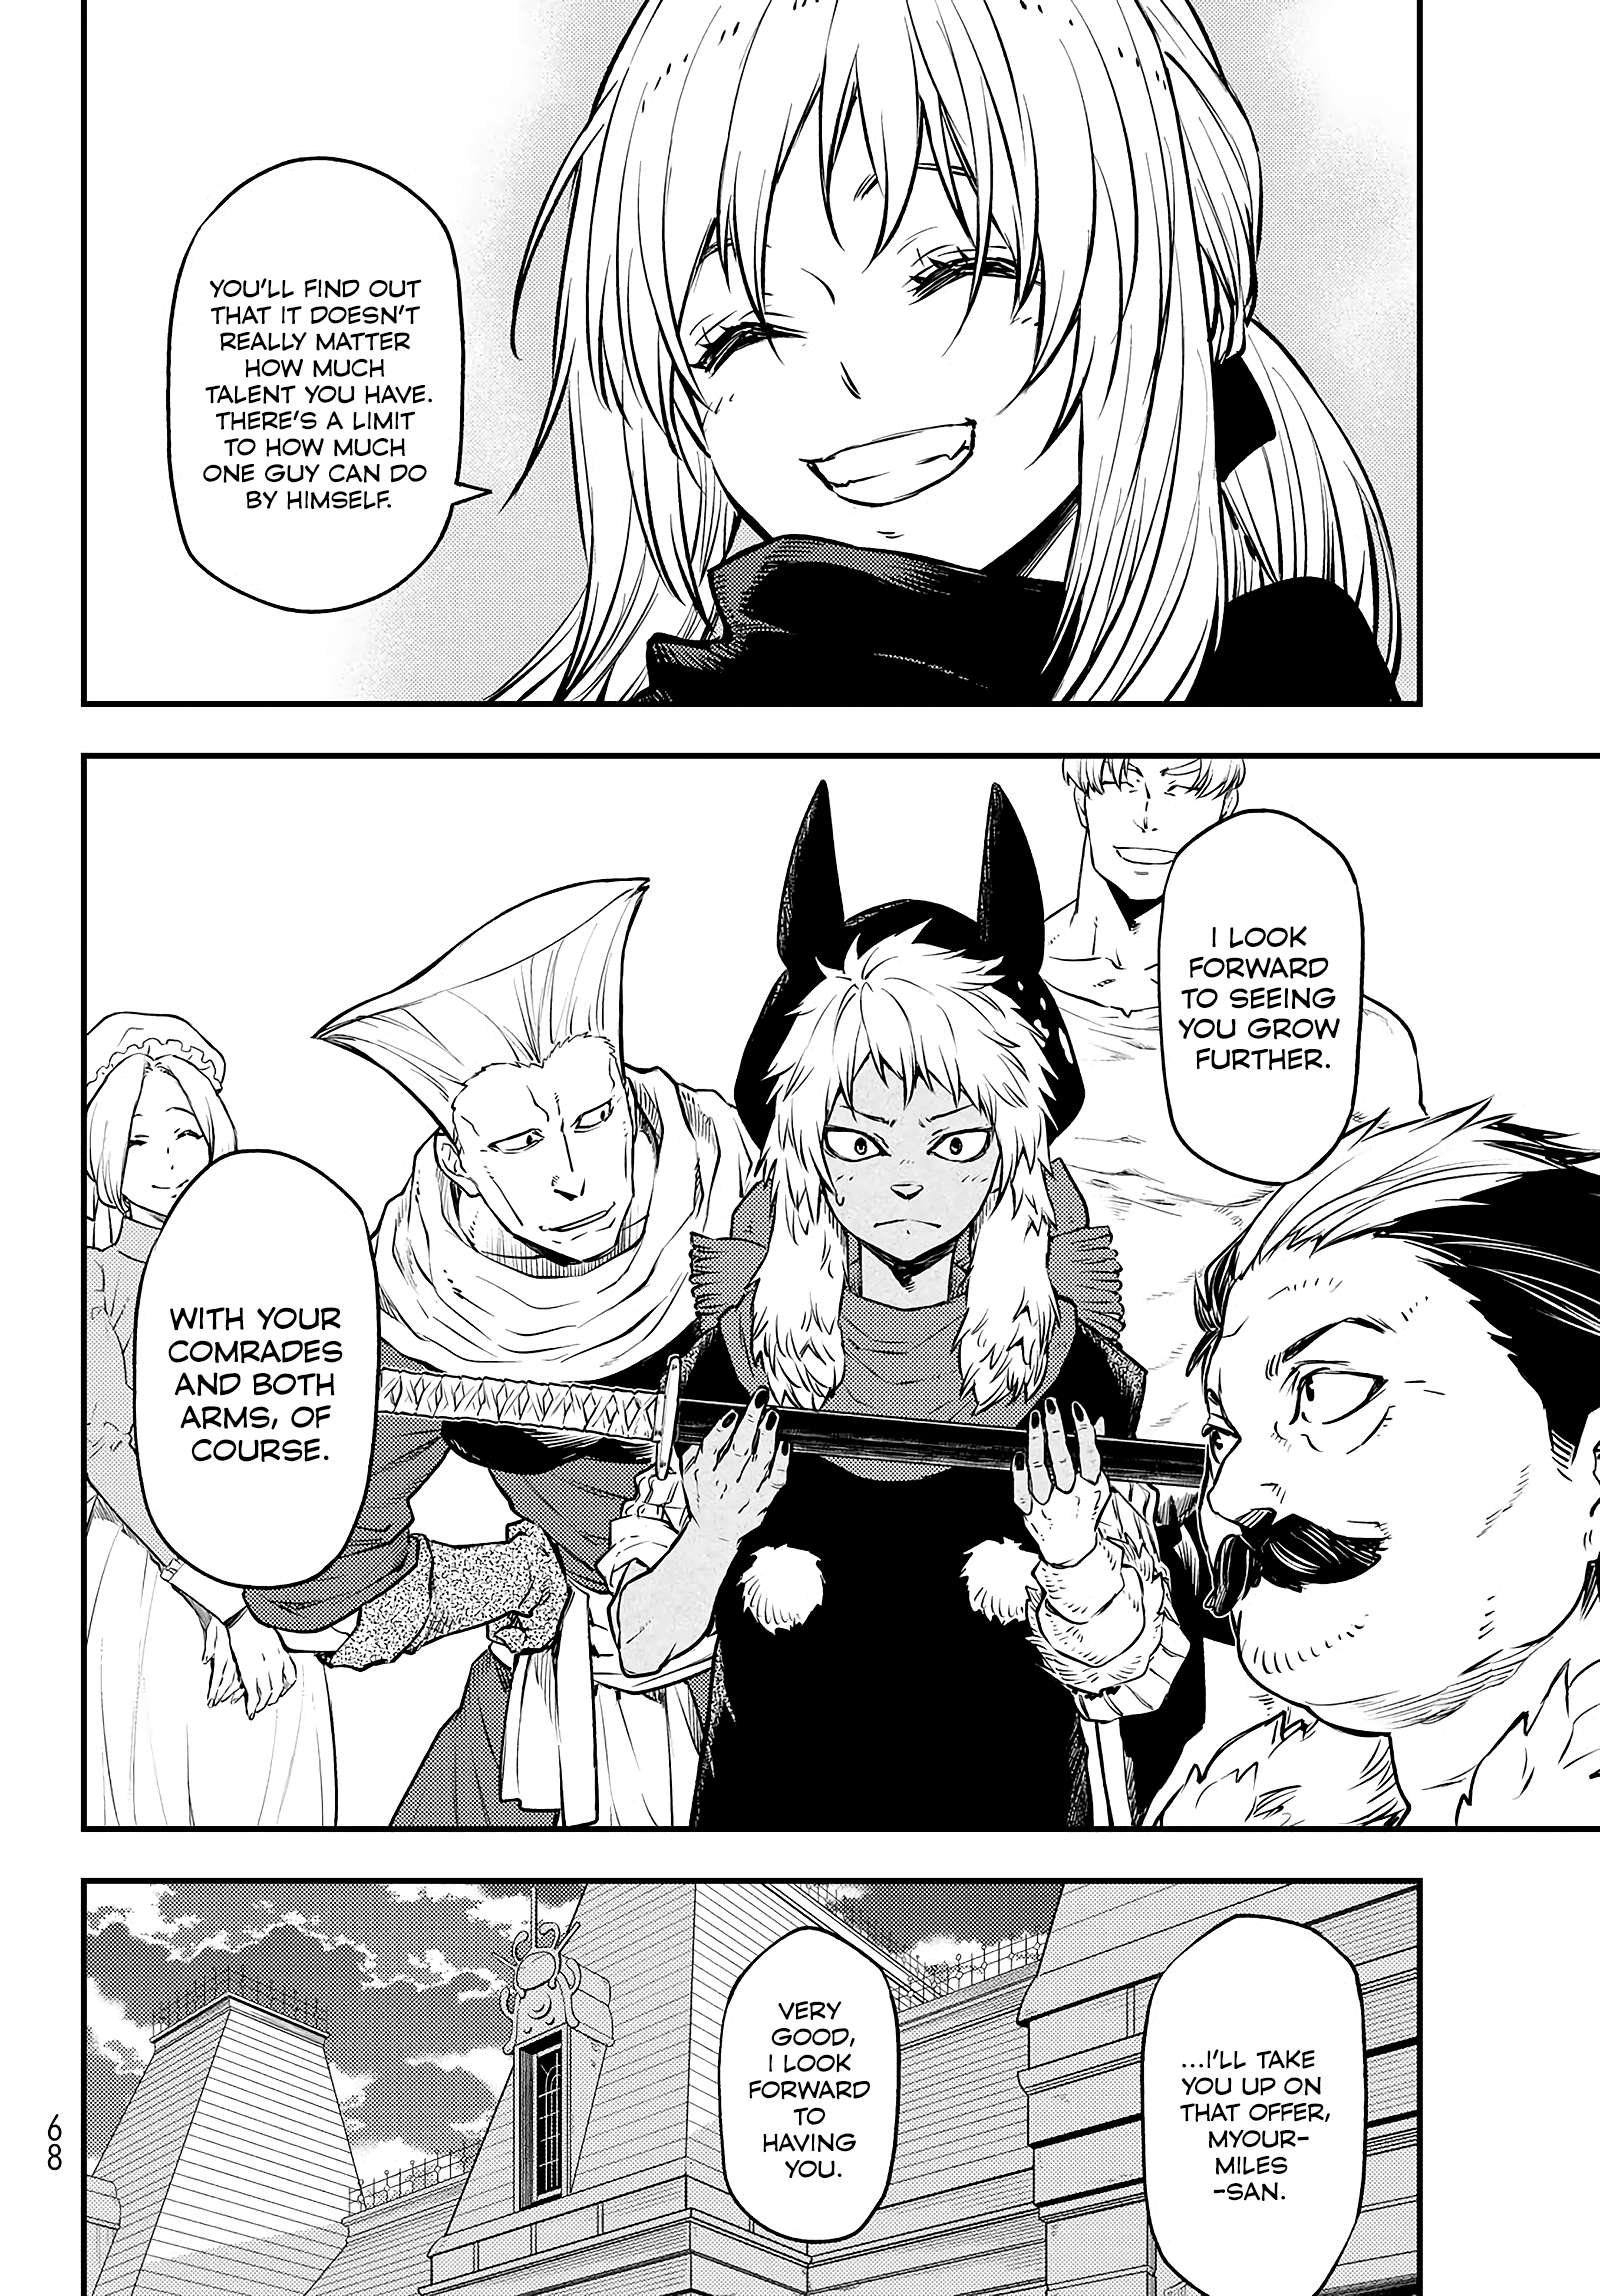 YOU'LL FIND OUT
THAT IT DOESN'T
REALLY MATTER
HOW MUCH
TALENT YOU HAVE.
THERE'S A LIMIT
TO HOW MUCH
ONE GUY CAN DO
BY HIMSELF.
I LOOK
FORWARD
TO SEEING
YOU GROW
FURTHER.
WITH YOUR
COMRADES
AND BOTH
ARMS, OF
COURSE.
...I'LL TAKE
YOU UP ON
THAT OFFER,
MYOUR-
MILES
-SAN.
VERY
GOOD,
I LOOK
FORWARD
TO
HAVING
YOU.
68